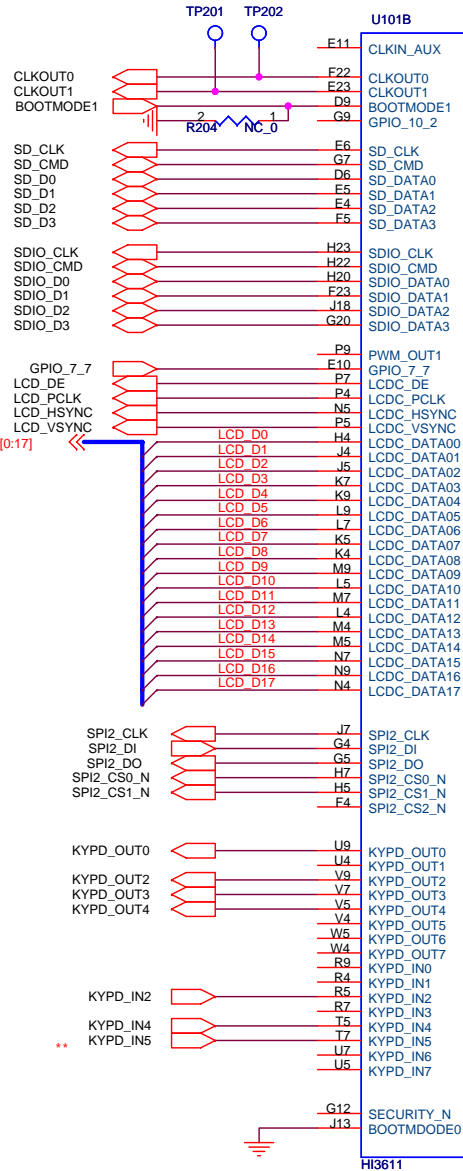 TP201 TP202
U101B
E11 CLKIN_AUX
CLKOUT0 F22 CLKOUT0
CLKOUT1 E23 CLKOUT1
BOOTMODE1 D9 BOOTMODE1
2 1 G9 GPIO_10_2
R204 NC_0
SD_CLK E6 SD_CLK
SD_CMD G7 SD_CMD
SD_D0 D6 SD_DATA0
SD_D1 E5 SD_DATA1
SD_D2 E4 SD_DATA2
SD_D3 F5 SD_DATA3
SDIO_CLK H23 SDIO_CLK
SDIO_CMD H22 SDIO_CMD
SDIO_D0 H20 SDIO_DATA0
SDIO_D1 F23 SDIO_DATA1
SDIO_D2 J18 SDIO_DATA2
SDIO_D3 G20 SDIO_DATA3
P9 PWM_OUT1
GPIO_7_7 E10 GPIO_7_7
LCD_DE P7 LCDC_DE
LCD_PCLK P4 LCDC_PCLK
LCD_HSYNC N5 LCDC_HSYNC
LCD_VSYNC P5 LCDC_VSYNC
[0:17] LCD_D0 H4 LCDC_DATA00
LCD_D1 J4 LCDC_DATA01
LCD_D2 J5 LCDC_DATA02
LCD_D3 K7 LCDC_DATA03
LCD_D4 K9 LCDC_DATA04
LCD_D5 L9 LCDC_DATA05
LCD_D6 L7 LCDC_DATA06
LCD_D7 K5 LCDC_DATA07
LCD_D8 K4 LCDC_DATA08
LCD_D9 M9 LCDC_DATA09
LCD_D10 L5 LCDC_DATA10
LCD_D11 M7 LCDC_DATA11
LCD_D12 L4 LCDC_DATA12
LCD_D13 M4 LCDC_DATA13
LCD_D14 M5 LCDC_DATA14
LCD_D15 N7 LCDC_DATA15
LCD_D16 N9 LCDC_DATA16
LCD_D17 N4 LCDC_DATA17
SPI2_CLK J7 SPI2_CLK
SPI2_DI G4 SPI2_DI
SPI2_DO G5 SPI2_DO
SPI2_CS0_N H7 SPI2_CS0_N
SPI2_CS1_N H5 SPI2_CS1_N
F4 SPI2_CS2_N
KYPD_OUT0 U9 KYPD_OUT0
U4 KYPD_OUT1
KYPD_OUT2 V9 KYPD_OUT2
KYPD_OUT3 V7 KYPD_OUT3
KYPD_OUT4 V5 KYPD_OUT4
V4 KYPD_OUT5
W5 KYPD_OUT6
W4 KYPD_OUT7
R9 KYPD_IN0
R4 KYPD_IN1
KYPD_IN2 R5 KYPD_IN2
R7 KYPD_IN3
KYPD_IN4 T5 KYPD_IN4
** KYPD_IN5 T7 KYPD_IN5
U7 KYPD_IN6
U5 KYPD_IN7
G12 SECURITY_N
J13 BOOTMDODE0
HI3611